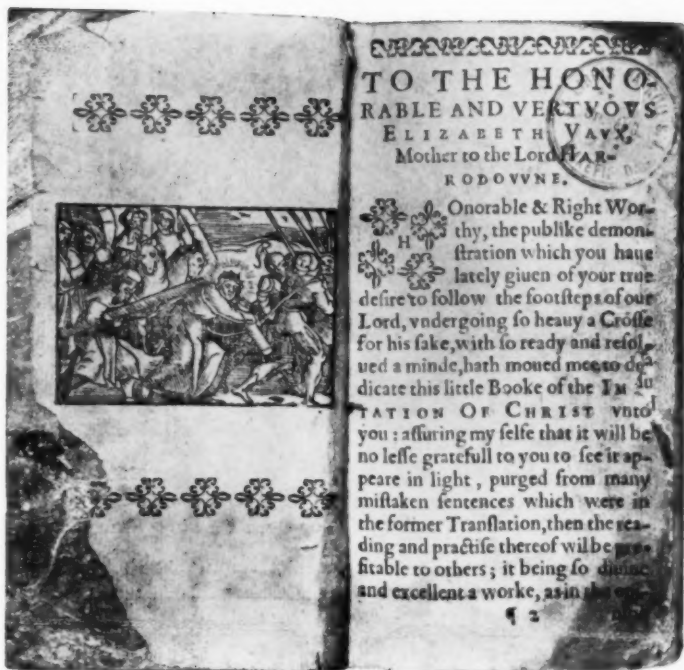 TO THE HONO-
RABLE AND VERTVOVS
ELIZABETH VAVX,
Mother to the Lord HAR-
RODOVVNE.
HOnorable & Right Wor-
thy, the publike demon-
ſtration which you haue
lately giuen of your true
deſire to follow the footſteps of our
Lord, vndergoing ſo heauy a Croſſe
for his ſake, with ſo ready and reſol-
ued a minde, hath moued mee to de-
dicate this little Booke of the IM
TATION OF CHRIST vnto
you : aſſuring my ſelfe that it will be
no leſſe gratefull to you to ſee it ap-
peare in light, purged from many
miſtaken ſentences which were in
the former Tranſlation, then the rea-
ding and practiſe thereof wil be pro-
fitable to others ; it being ſo diuine
and excellent a worke, as in the
¶ 2